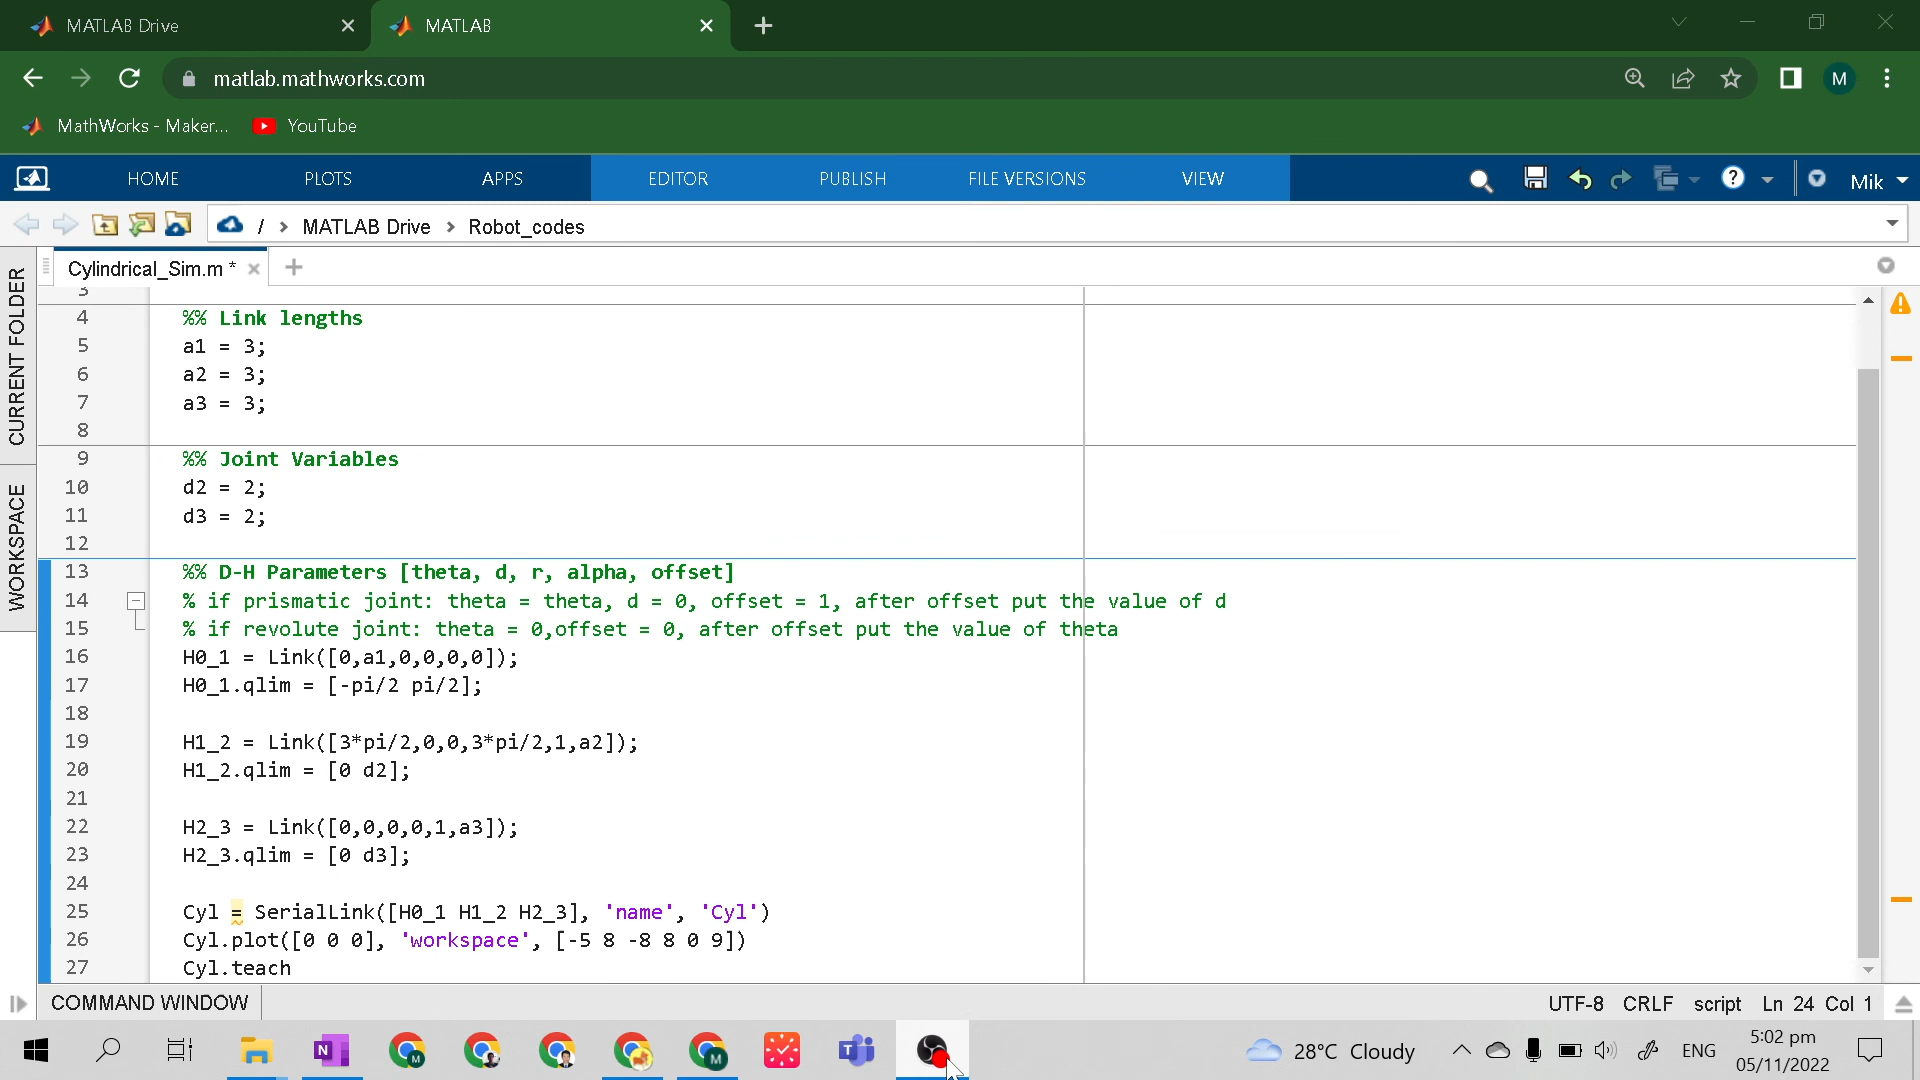 MATLAB Drive
MATLAB
matlab.mathworks.com
M
MathWorks - Maker...
YouTube
HOME
PLOTS
APPS
EDITOR
PUBLISH
FILE VERSIONS
VIEW
?
Mik
/ > MATLAB Drive > Robot_codes
CURRENT FOLDER
WORKSPACE
Cylindrical_Sim.m *
3
4 %% Link lengths
5 a1 = 3;
6 a2 = 3;
7 a3 = 3;
8
9 %% Joint Variables
10 d2 = 2;
11 d3 = 2;
12
13 %% D-H Parameters [theta, d, r, alpha, offset]
14 % if prismatic joint: theta = theta, d = 0, offset = 1, after offset put the value of d
15 % if revolute joint: theta = 0,offset = 0, after offset put the value of theta
16 H0_1 = Link([0,a1,0,0,0,0]);
17 H0_1.qlim = [-pi/2 pi/2];
18
19 H1_2 = Link([3*pi/2,0,0,3*pi/2,1,a2]);
20 H1_2.qlim = [0 d2];
21
22 H2_3 = Link([0,0,0,0,1,a3]);
23 H2_3.qlim = [0 d3];
24
25 Cyl = SerialLink([H0_1 H1_2 H2_3], 'name', 'Cyl')
26 Cyl.plot([0 0 0], 'workspace', [-5 8 -8 8 0 9])
27 Cyl.teach
COMMAND WINDOW
UTF-8 CRLF script Ln 24 Col 1
28°C Cloudy
ENG
5:02 pm
05/11/2022